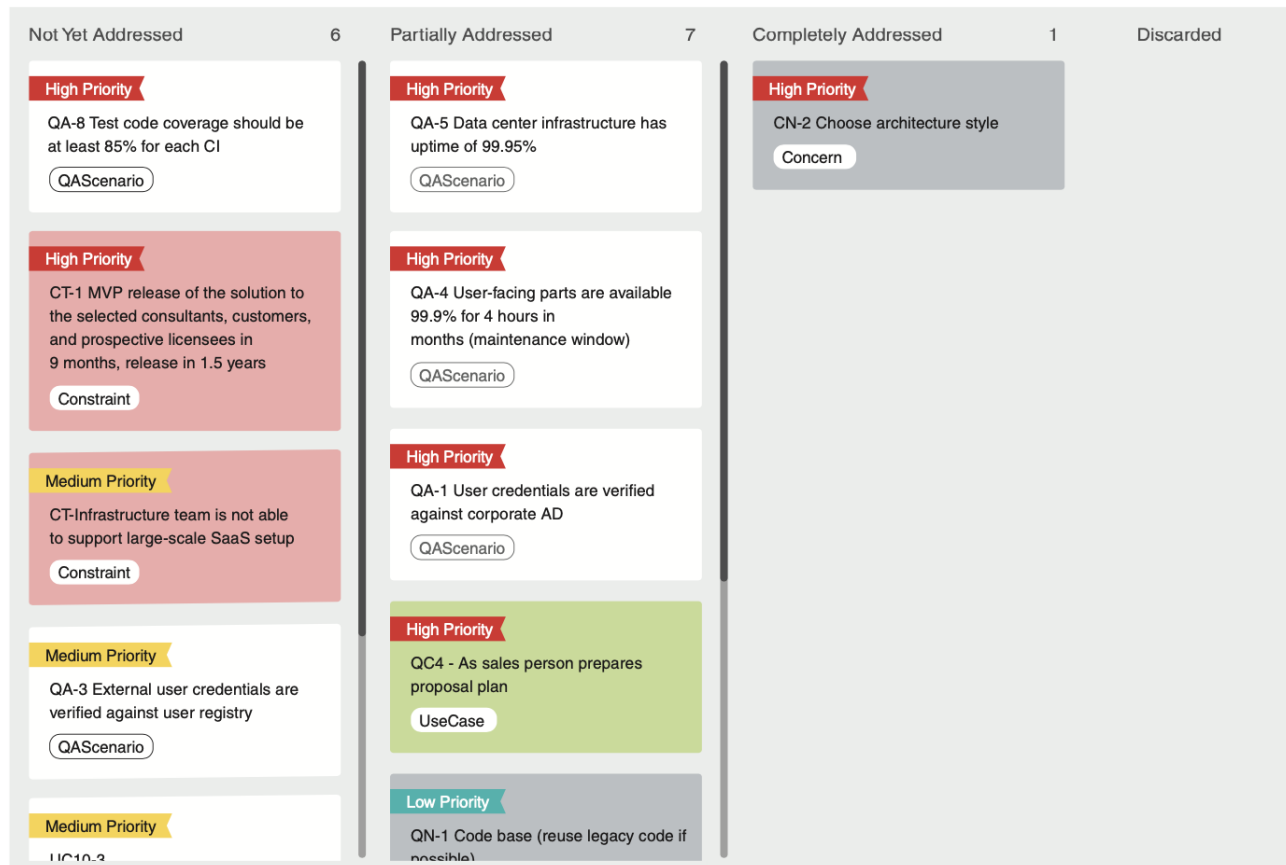 Not Yet Addressed 6
High Priority
QA-8 Test code coverage should be
at least 85% for each CI
QAScenario
High Priority
CT-1 MVP release of the solution to
the selected consultants, customers,
and prospective licensees in
9 months, release in 1.5 years
Constraint
Medium Priority
CT-Infrastructure team is not able
to support large-scale SaaS setup
Constraint
Medium Priority
QA-3 External user credentials are
verified against user registry
QAScenario
Medium Priority
UC10-3
Partially Addressed 7
High Priority
QA-5 Data center infrastructure has
uptime of 99.95%
QAScenario
High Priority
QA-4 User-facing parts are available
99.9% for 4 hours in
months (maintenance window)
QAScenario
High Priority
QA-1 User credentials are verified
against corporate AD
QAScenario
High Priority
QC4 - As sales person prepares
proposal plan
UseCase
Low Priority
QN-1 Code base (reuse legacy code if
possible)
Completely Addressed 1
High Priority
CN-2 Choose architecture style
Concern
Discarded